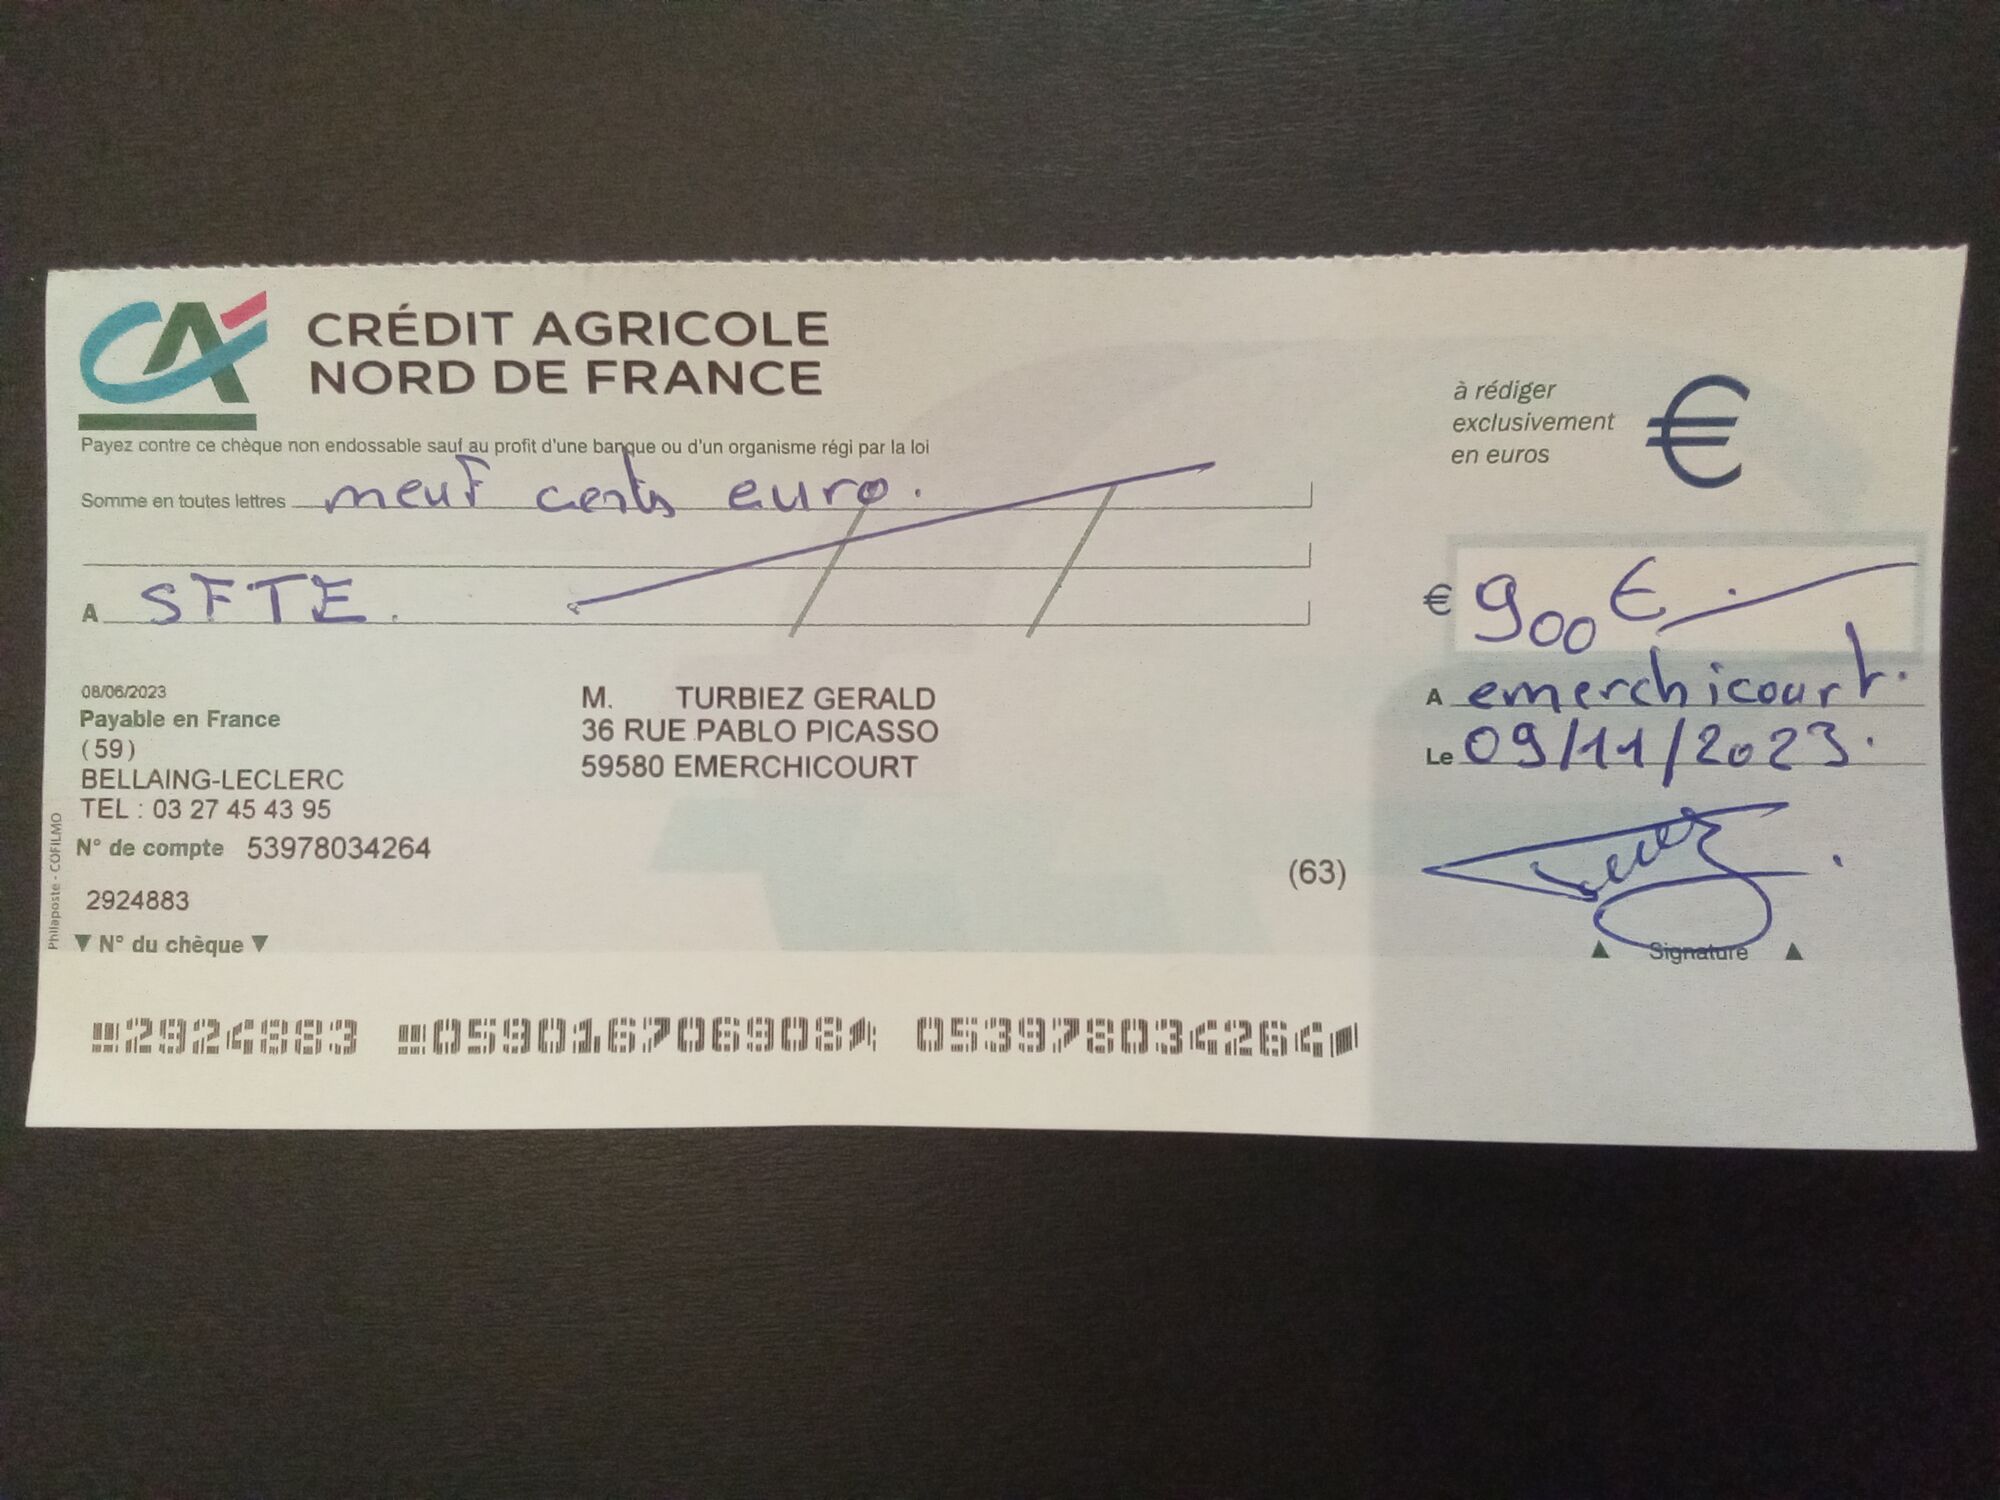 CRÉDIT AGRICOLE
NORD DE FRANCE
à rédiger
exclusivement
en euros
€
Payez contre ce chèque non endossable sauf au profit d'une banque ou d'un organisme régi par la loi
Somme en toutes lettres neuf cents euro.
A SFTE.
€ 900 €.
A emerchicourt.
Le 09/11/2023.
08/06/2023
Payable en France
(59)
BELLAING-LECLERC
TEL : 03 27 45 43 95
N° de compte 53978034264
M. TURBIEZ GERALD
36 RUE PABLO PICASSO
59580 EMERCHICOURT
(63)
2924883
▼ N° du chèque ▼
▲ Signature ▲
Philaposte - COFILMO
2924883 059016706908 053978034264